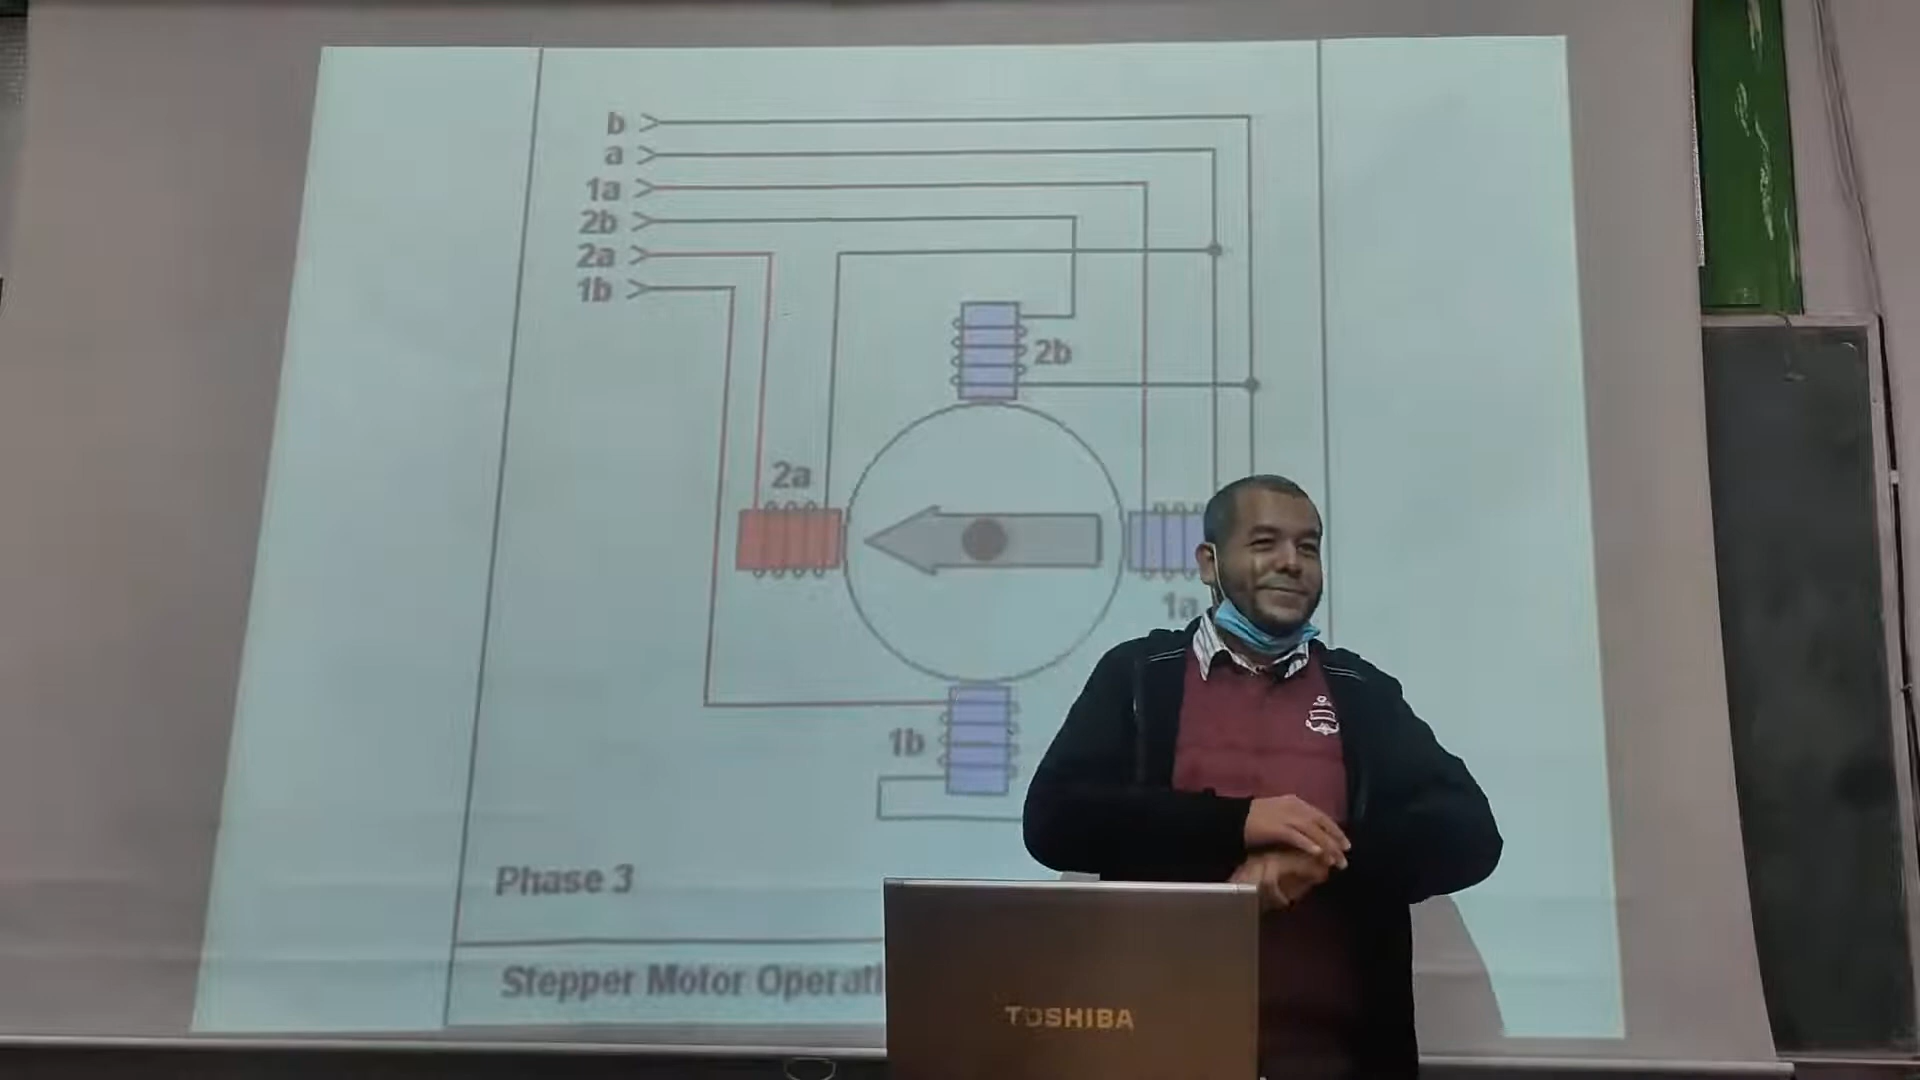 b
a
1a
2b
2a
1b
2b
2a
1a
1b
Phase 3
Stepper Motor Operati
TOSHIBA